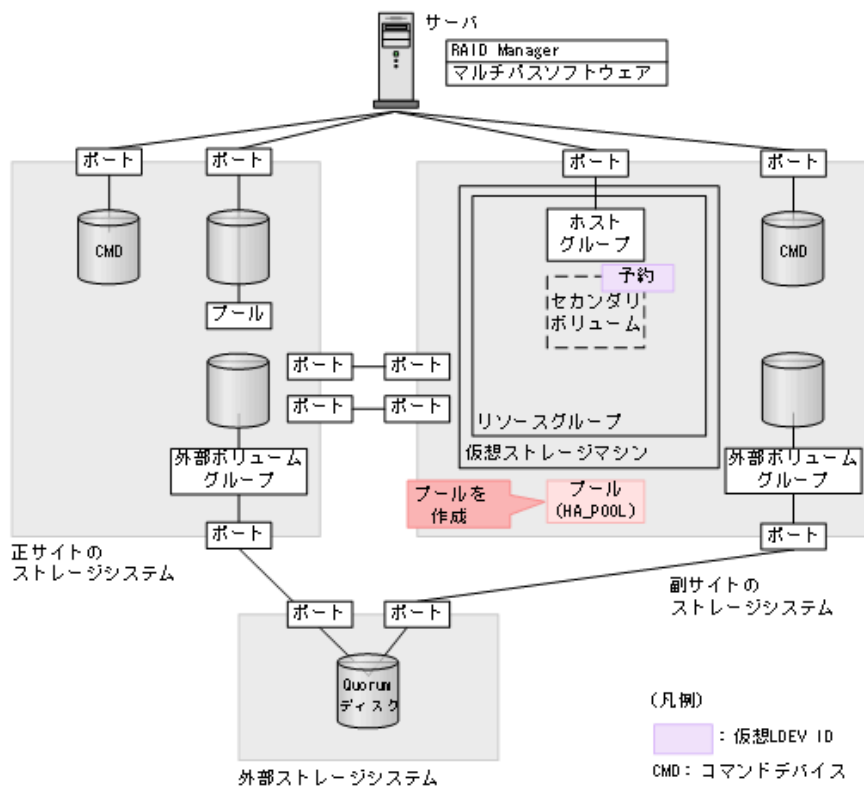 サーバ
RAID Manager
マルチパスソフトウェア
ポート
ポート
ポート
ポート
CMD
ホスト
グループ
CMD
予約
セカンダリ
ボリューム
プール
ポート
ポート
ポート
ポート
リソースグループ
外部ボリューム
グループ
仮想ストレージマシン
外部ボリューム
グループ
プールを
作成
プール
(HA_POOL)
ポート
ポート
正サイトの
ストレージシステム
副サイトの
ストレージシステム
ポート
ポート
Quorum
ディスク
(凡例)
：仮想LDEV ID
CMD：コマンドデバイス
外部ストレージシステム